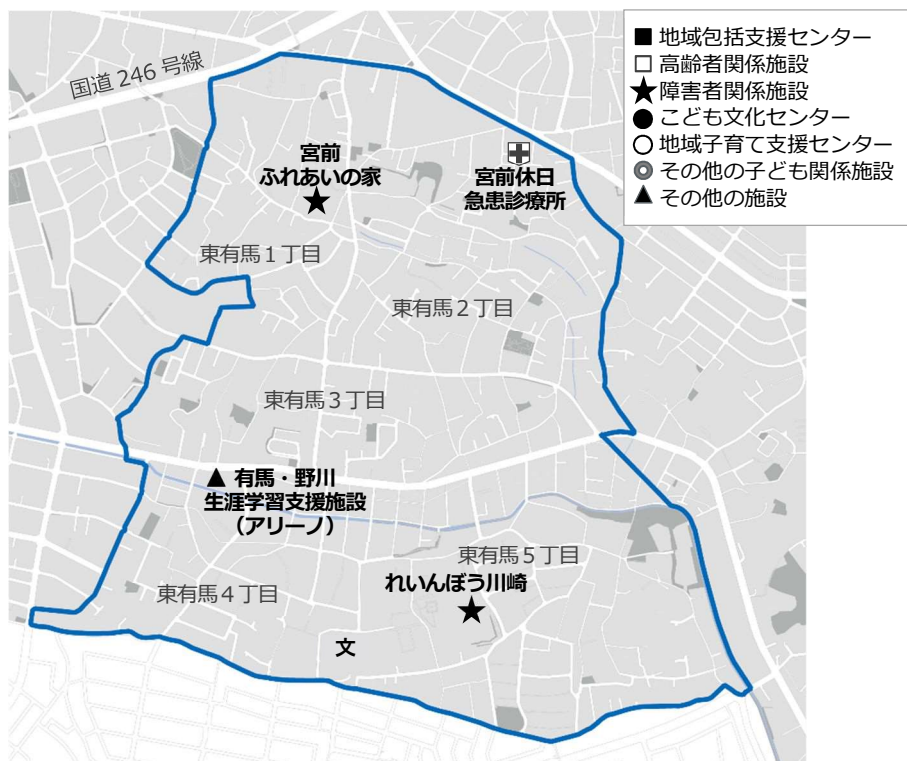 国道 246 号線
■ 地域包括支援センター
□ 高齢者関係施設
★ 障害者関係施設
● こども文化センター
○ 地域子育て支援センター
◎ その他の子ども関係施設
▲ その他の施設
宮前
ふれあいの家
宮前休日
急患診療所
東有馬1丁目
東有馬2丁目
東有馬3丁目
▲ 有馬・野川
生涯学習支援施設
（アリーノ）
東有馬5丁目
れいんぼう川崎
東有馬4丁目
文